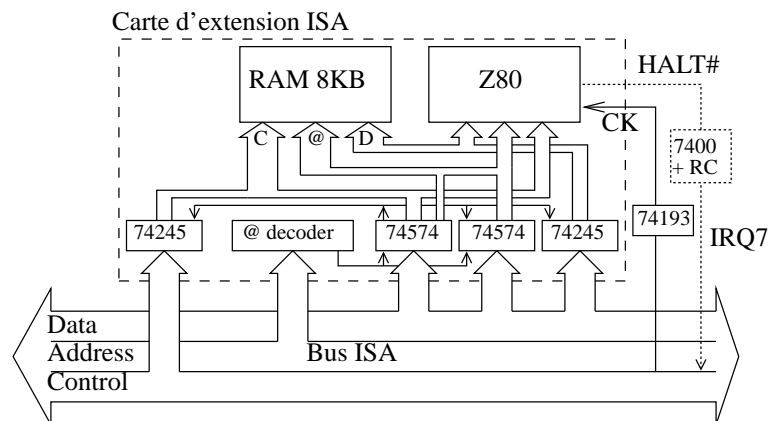 Carte d'extension ISA
RAM 8KB
Z80
HALT#
C
@
D
CK
7400
+ RC
74245
@ decoder
74574
74574
74245
74193
IRQ7
Data
Address
Bus ISA
Control